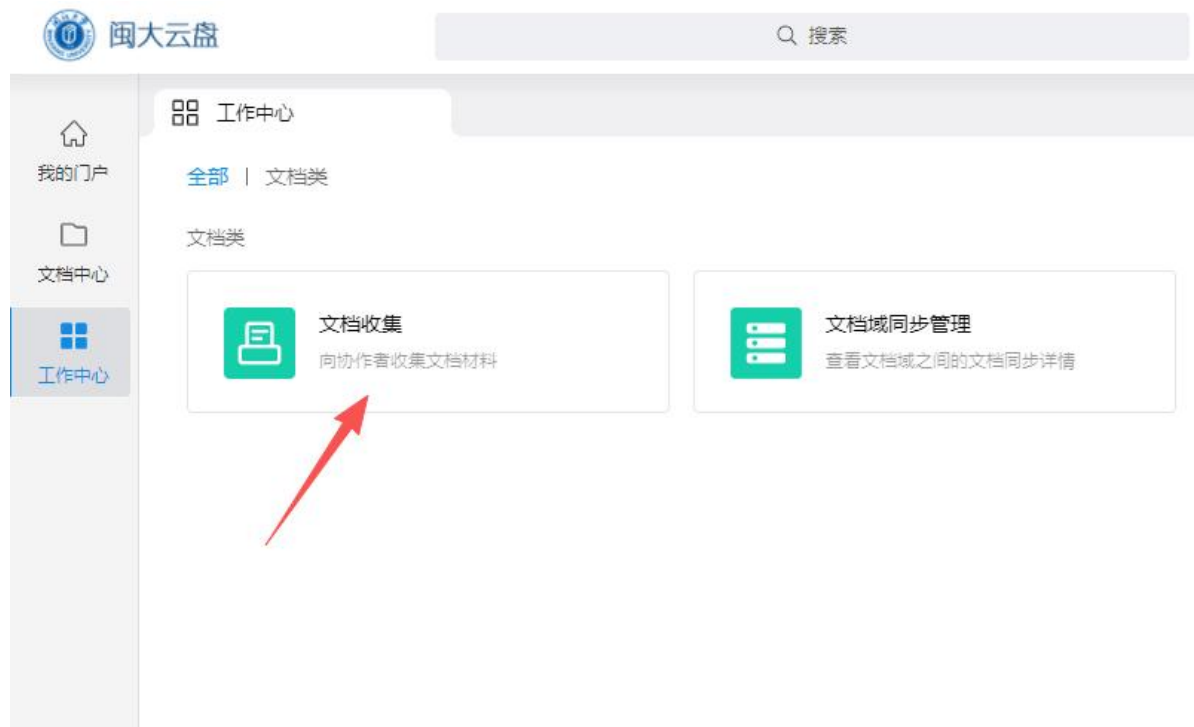 闽大云盘
搜索
工作中心
我的门户
全部 | 文档类
文档类
文档中心
文档收集
向协作者收集文档材料
文档域同步管理
查看文档域之间的文档同步详情
工作中心